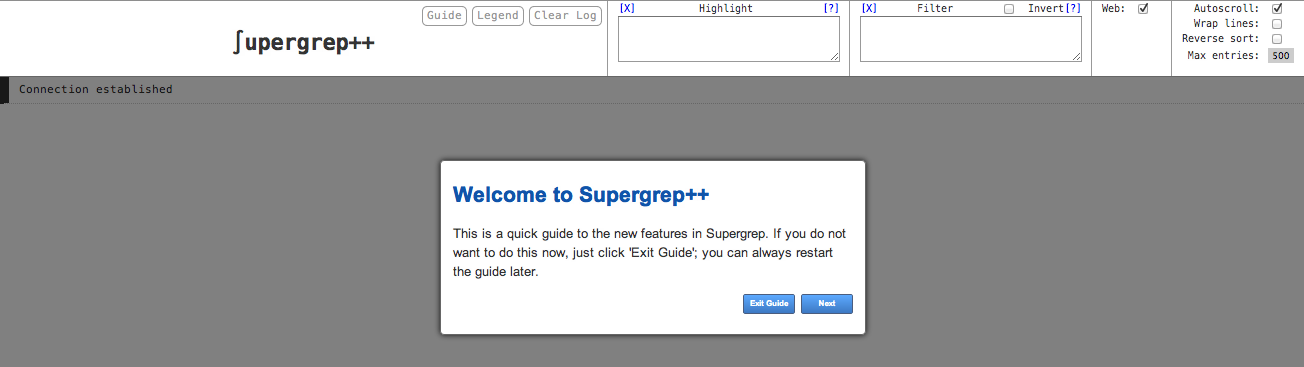 Guide Legend Clear Log
∫upergrep++
[X] Highlight [?]
[X] Filter Invert[?]
Web:
Autoscroll:
Wrap lines:
Reverse sort:
Max entries: 500
Connection established
Welcome to Supergrep++
This is a quick guide to the new features in Supergrep. If you do not
want to do this now, just click 'Exit Guide'; you can always restart
the guide later.
Exit Guide Next